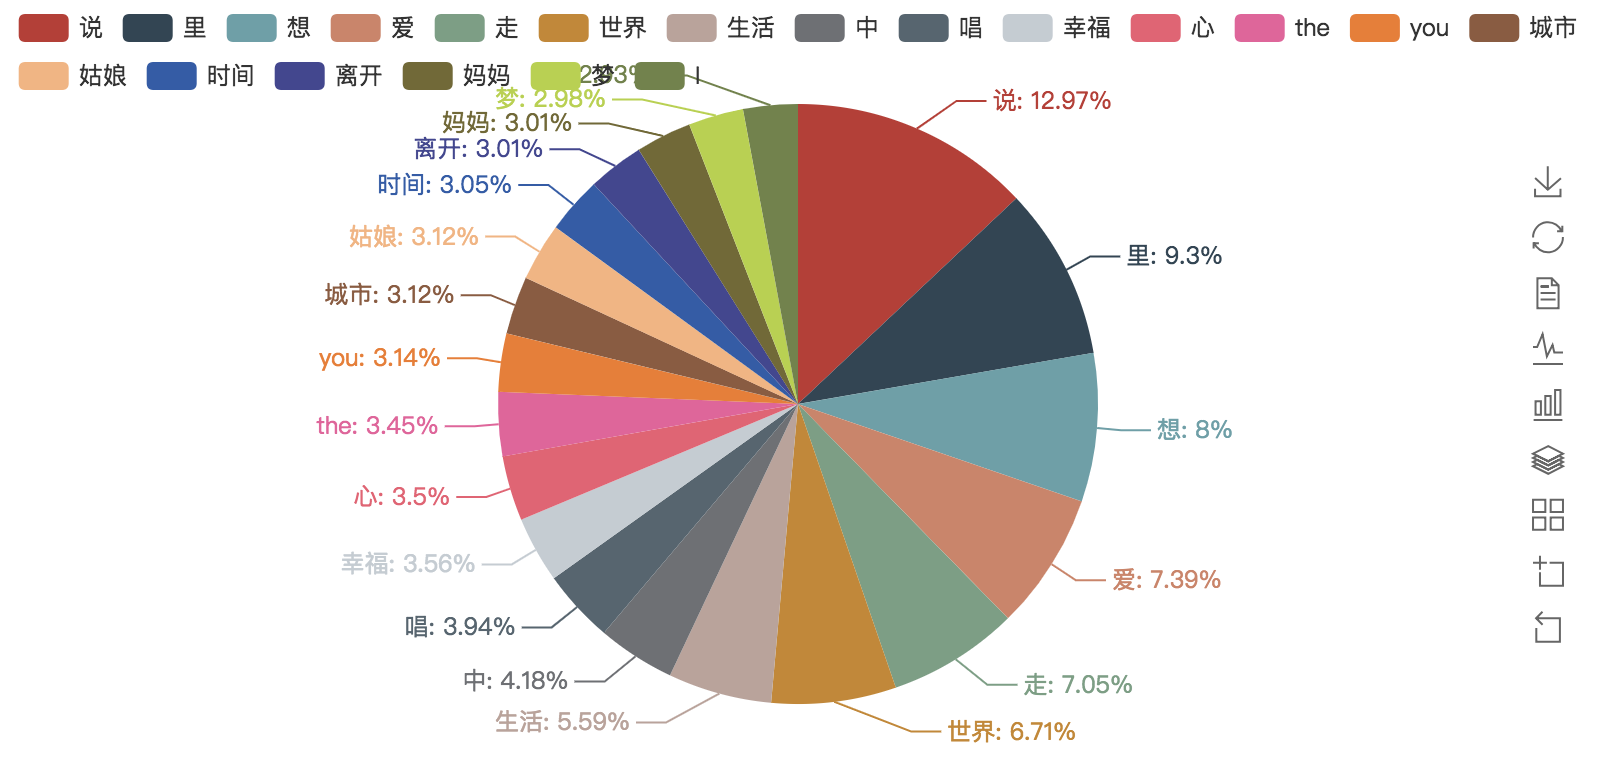 说 里 想 爱 走 世界 生活 中 唱 幸福 心 the you 城市
姑娘 时间 离开 妈妈 梦 I
说: 12.97%
梦: 2.98%
妈妈: 3.01%
离开: 3.01%
时间: 3.05%
姑娘: 3.12%
里: 9.3%
城市: 3.12%
you: 3.14%
the: 3.45%
想: 8%
心: 3.5%
幸福: 3.56%
爱: 7.39%
唱: 3.94%
中: 4.18%
走: 7.05%
生活: 5.59%
世界: 6.71%